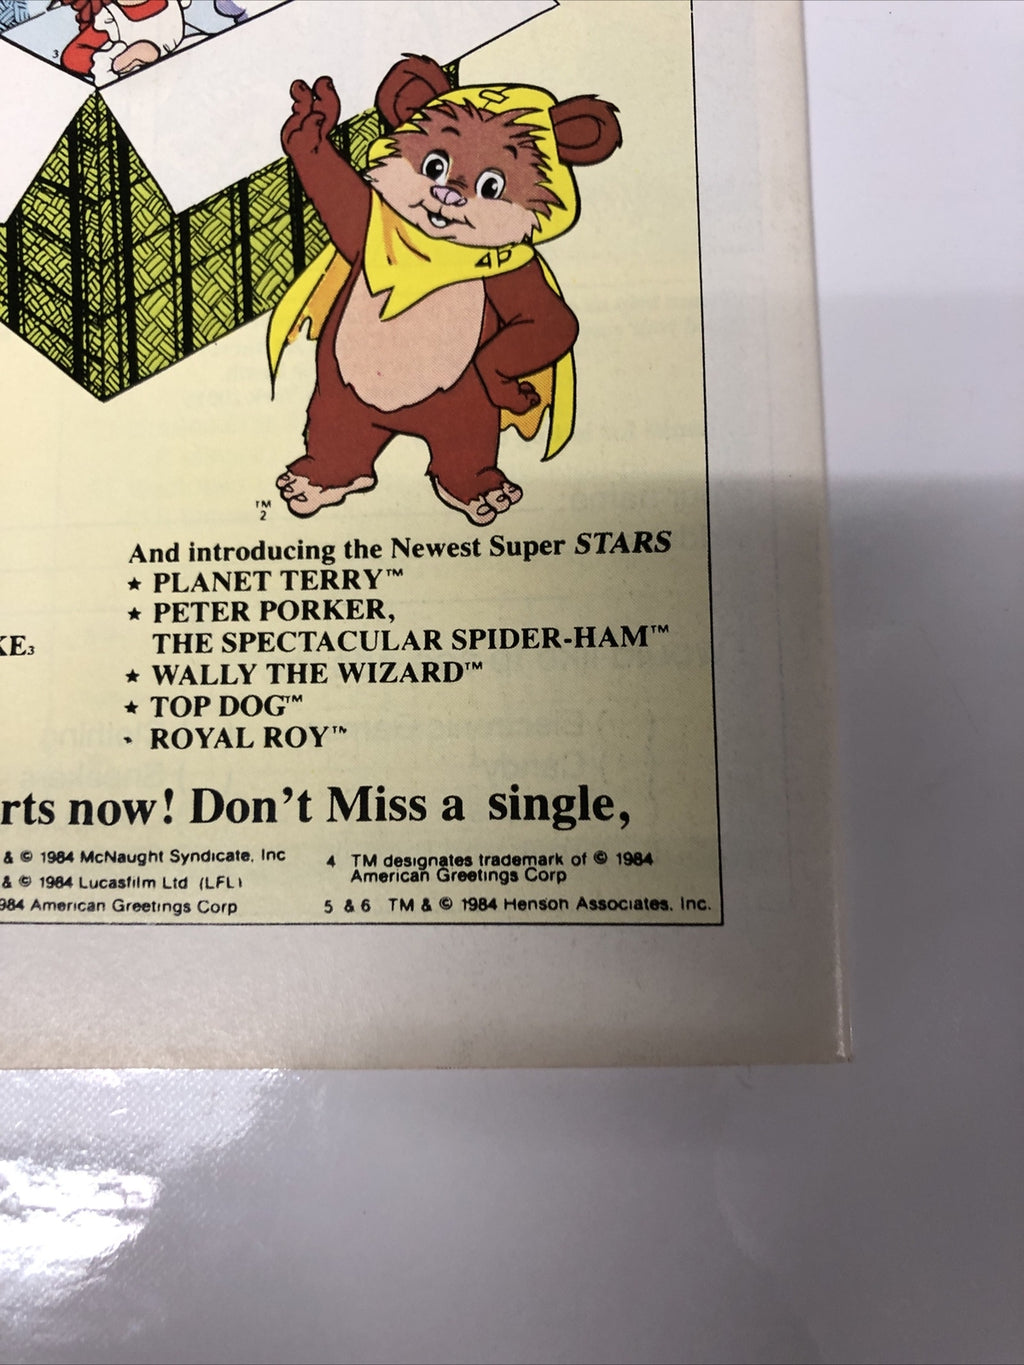 3
TM
2
And introducing the Newest Super STARS
★ PLANET TERRY™
★ PETER PORKER,
THE SPECTACULAR SPIDER-HAM™
KE3
★ WALLY THE WIZARD™
★ TOP DOG™
★ ROYAL ROY™
rts now! Don't Miss a single,
& © 1984 McNaught Syndicate, Inc
& © 1984 Lucasfilm Ltd (LFL)
984 American Greetings Corp
4 TM designates trademark of © 1984
American Greetings Corp
5 & 6 TM & © 1984 Henson Associates, Inc.